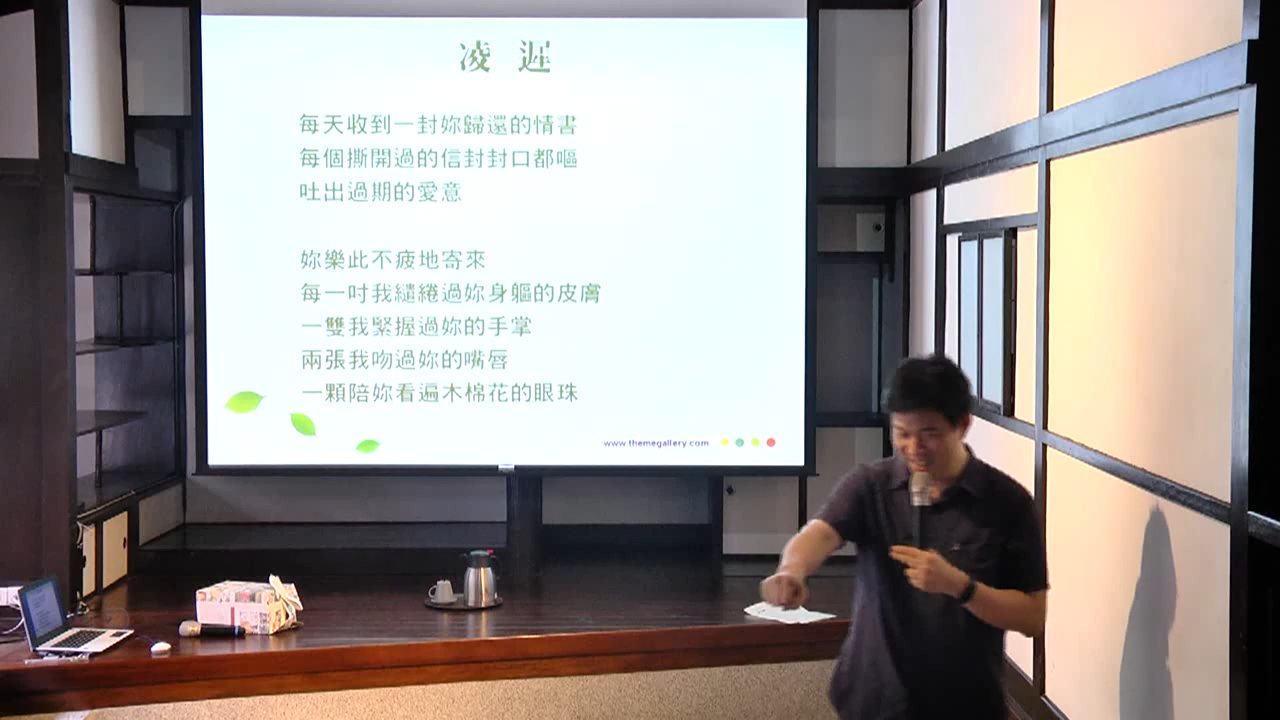 凌遲
每天收到一封妳歸還的情書
每個撕開過的信封封口都嘔
吐出過期的愛意
妳樂此不疲地寄來
每一吋我繾綣過妳身軀的皮膚
一雙我緊握過妳的手掌
兩張我吻過妳的嘴唇
一顆陪妳看遍木棉花的眼珠
www.themegallery.com